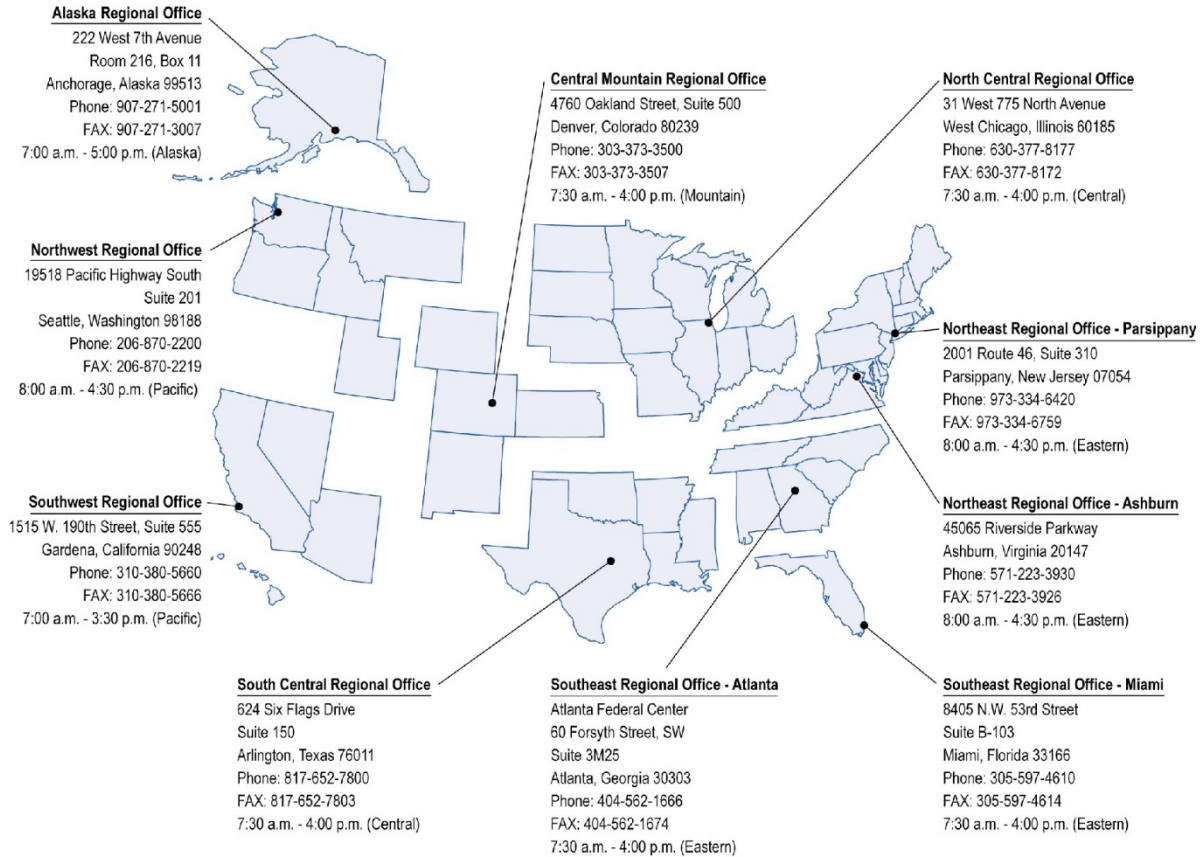 Alaska Regional Office
222 West 7th Avenue
Room 216, Box 11
Anchorage, Alaska 99513
Phone: 907-271-5001
FAX: 907-271-3007
7:00 a.m. - 5:00 p.m. (Alaska)
Central Mountain Regional Office
4760 Oakland Street, Suite 500
Denver, Colorado 80239
Phone: 303-373-3500
FAX: 303-373-3507
7:30 a.m. - 4:00 p.m. (Mountain)
North Central Regional Office
31 West 775 North Avenue
West Chicago, Illinois 60185
Phone: 630-377-8177
FAX: 630-377-8172
7:30 a.m. - 4:00 p.m. (Central)
Northwest Regional Office
19518 Pacific Highway South
Suite 201
Seattle, Washington 98188
Phone: 206-870-2200
FAX: 206-870-2219
8:00 a.m. - 4:30 p.m. (Pacific)
Northeast Regional Office - Parsippany
2001 Route 46, Suite 310
Parsippany, New Jersey 07054
Phone: 973-334-6420
FAX: 973-334-6759
8:00 a.m. - 4:30 p.m. (Eastern)
Southwest Regional Office
1515 W. 190th Street, Suite 555
Gardena, California 90248
Phone: 310-380-5660
FAX: 310-380-5666
7:00 a.m. - 3:30 p.m. (Pacific)
Northeast Regional Office - Ashburn
45065 Riverside Parkway
Ashburn, Virginia 20147
Phone: 571-223-3930
FAX: 571-223-3926
8:00 a.m. - 4:30 p.m. (Eastern)
South Central Regional Office
624 Six Flags Drive
Suite 150
Arlington, Texas 76011
Phone: 817-652-7800
FAX: 817-652-7803
7:30 a.m. - 4:00 p.m. (Central)
Southeast Regional Office - Atlanta
Atlanta Federal Center
60 Forsyth Street, SW
Suite 3M25
Atlanta, Georgia 30303
Phone: 404-562-1666
FAX: 404-562-1674
7:30 a.m. - 4:00 p.m. (Eastern)
Southeast Regional Office - Miami
8405 N.W. 53rd Street
Suite B-103
Miami, Florida 33166
Phone: 305-597-4610
FAX: 305-597-4614
7:30 a.m. - 4:00 p.m. (Eastern)